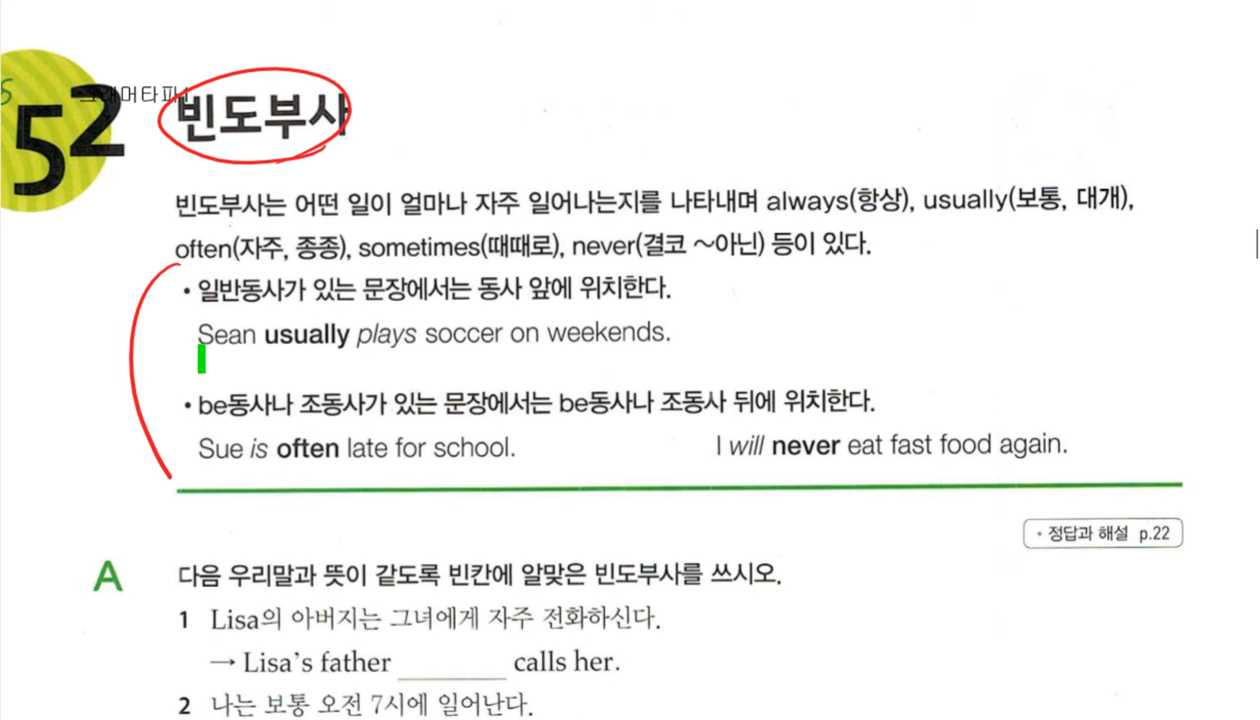 그래머타파1
52 빈도부사
빈도부사는 어떤 일이 얼마나 자주 일어나는지를 나타내며 always(항상), usually(보통, 대개),
often(자주, 종종), sometimes(때때로), never(결코 ~아닌) 등이 있다.
• 일반동사가 있는 문장에서는 동사 앞에 위치한다.
Sean usually plays soccer on weekends.
• be동사나 조동사가 있는 문장에서는 be동사나 조동사 뒤에 위치한다.
Sue is often late for school. I will never eat fast food again.
• 정답과 해설 p.22
A 다음 우리말과 뜻이 같도록 빈칸에 알맞은 빈도부사를 쓰시오.
1 Lisa의 아버지는 그녀에게 자주 전화하신다.
→ Lisa's father ________ calls her.
2 나는 보통 오전 7시에 일어난다.